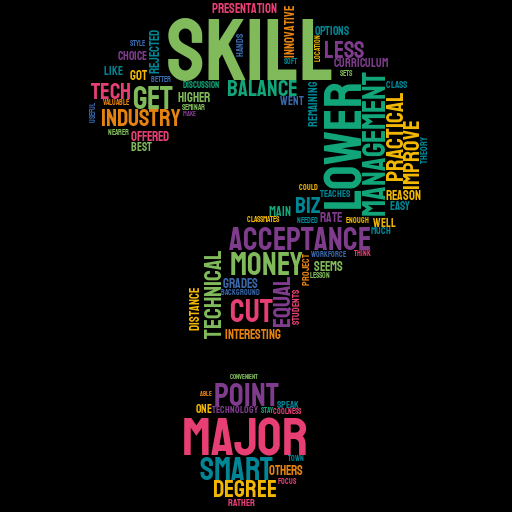 PRESENTATION
SKILL
INNOVATIVE
OPTIONS
LOCATION
STYLE
HANDS
REJECTED
CHOICE
BETTER
LESS
SOFT
CURRICULUM
SETS
LIKE
GOT
TECH
GET
DISCUSSION
BALANCE
HIGHER
WENT
REMAINING
LOWER
MANAGEMENT
CLASS
PRACTICAL
IMPROVE
THEORY
VALUABLE
USEFUL
SEMINAR
MAKE
INDUSTRY
NEARER
OFFERED
BEST
COULD
TEACHES
REASON
EASY
BIZ
MAIN
RATE
CLASSMATES
NEEDED
ENOUGH
WELL
MUCH
ACCEPTANCE
WORKFORCE
THINK
MONEY
TECHNICAL
PROJECT
SEEMS
LESSON
GRADES
BACKGROUND
EQUAL
STUDENTS
DISTANCE
CUT
INTERESTING
CONVENIENT
ABLE
POINT
ONE
TECHNOLOGY
STAY
SPEAK
COOLNESS
MAJOR
TOWN
SMART
OTHERS
DEGREE
FOCUS
RATHER